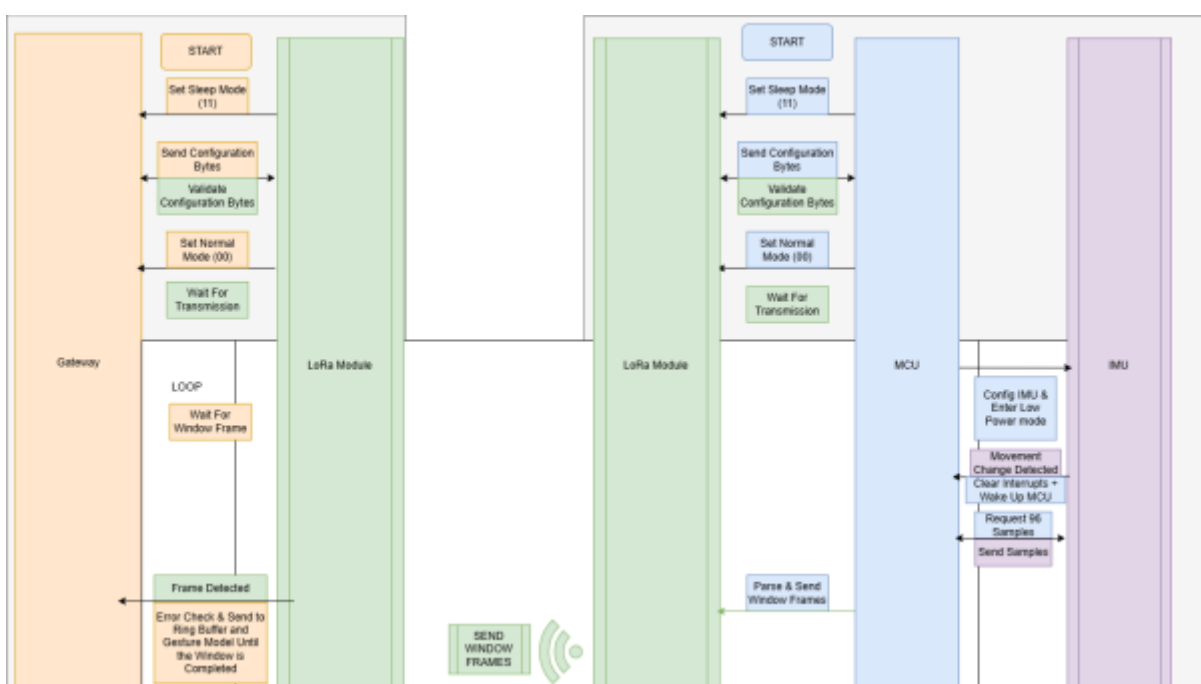 START
Set Sleep Mode
(11)
Send Configuration
Bytes
Validate
Configuration Bytes
Set Normal
Mode (00)
Wait For
Transmission
Gateway
LoRa Module
LOOP
Wait For
Window Frame
Frame Detected
Error Check & Send to
Ring Buffer and
Gesture Model Until
the Window is
Completed
SEND
WINDOW
FRAMES
START
Set Sleep Mode
(11)
Send Configuration
Bytes
Validate
Configuration Bytes
Set Normal
Mode (00)
Wait For
Transmission
LoRa Module
MCU
IMU
Config IMU &
Enter Low
Power mode
Movement
Change Detected
Clear Interrupts +
Wake Up MCU
Request 96
Samples
Send Samples
Parse & Send
Window Frames